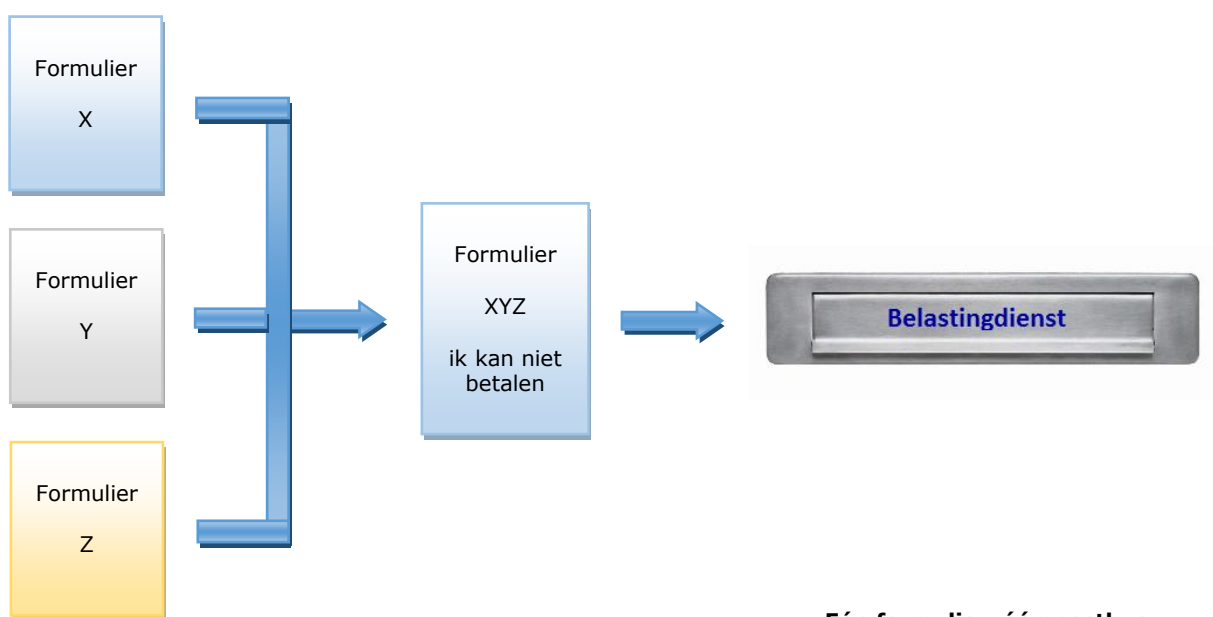 Formulier
X
Formulier
Y
Formulier
Z
Formulier
XYZ
ik kan niet
betalen
Belastingdienst